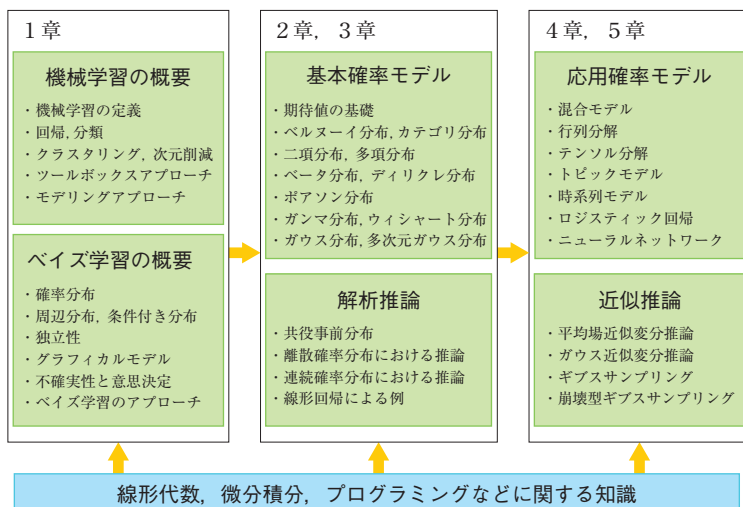 1章
機械学習の概要
・機械学習の定義
・回帰, 分類
・クラスタリング, 次元削減
・ツールボックスアプローチ
・モデリングアプローチ
ベイズ学習の概要
・確率分布
・周辺分布, 条件付き分布
・独立性
・グラフィカルモデル
・不確実性と意思決定
・ベイズ学習のアプローチ
2章, 3章
基本確率モデル
・期待値の基礎
・ベルヌーイ分布, カテゴリ分布
・二項分布, 多項分布
・ベータ分布, ディリクレ分布
・ポアソン分布
・ガンマ分布, ウィシャート分布
・ガウス分布, 多次元ガウス分布
解析推論
・共役事前分布
・離散確率分布における推論
・連続確率分布における推論
・線形回帰による例
4章, 5章
応用確率モデル
・混合モデル
・行列分解
・テンソル分解
・トピックモデル
・時系列モデル
・ロジスティック回帰
・ニューラルネットワーク
近似推論
・平均場近似変分推論
・ガウス近似変分推論
・ギブスサンプリング
・崩壊型ギブスサンプリング
線形代数, 微分積分, プログラミングなどに関する知識